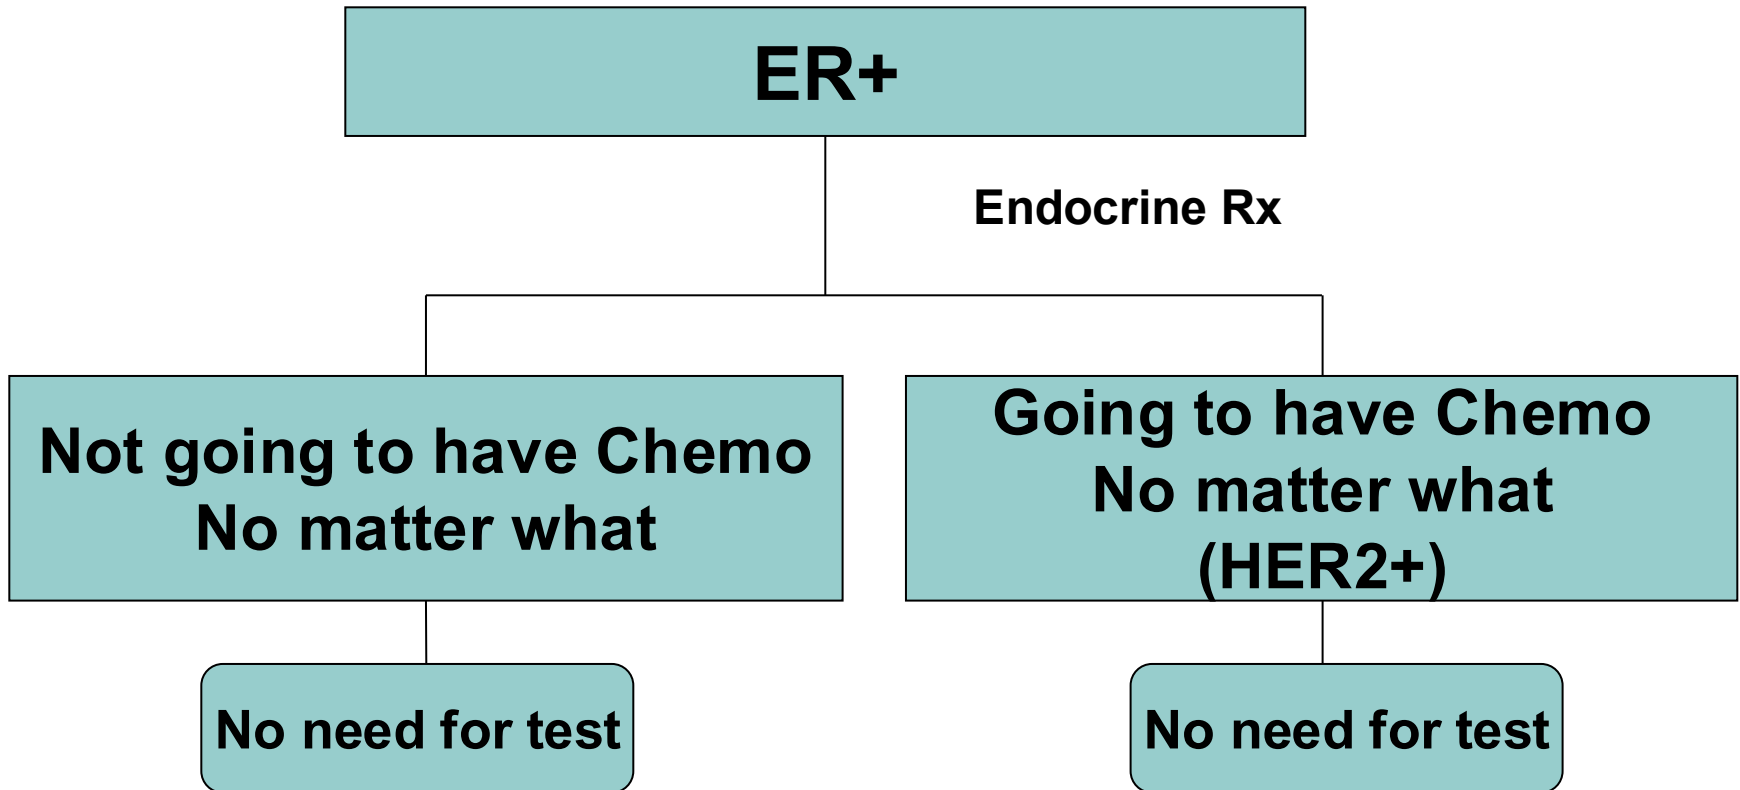 ER+
Endocrine Rx
Not going to have Chemo
No matter what
Going to have Chemo
No matter what
(HER2+)
No need for test
No need for test